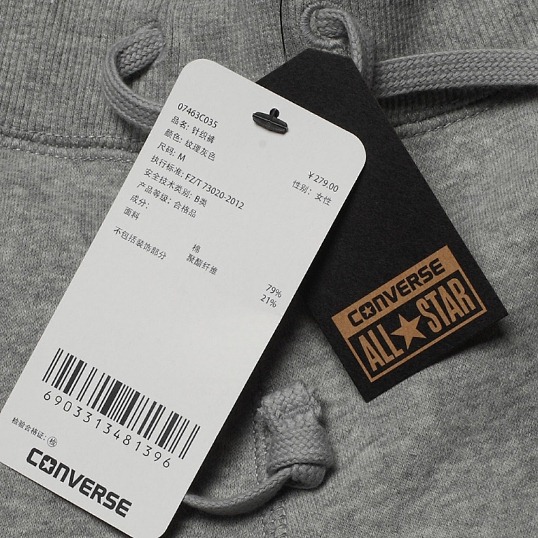 07463C035
品名: 针织裤
颜色: 纹理灰色
尺码: M
执行标准: FZ/T 73020-2012
安全技术类别: B类
产品等级: 合格品
成分:
面料
¥279.00
性别: 女性
棉 79%
聚酯纤维 21%
不包括装饰部分
6903313481396
检验合格证:
CONVERSE
CONVERSE
ALL STAR